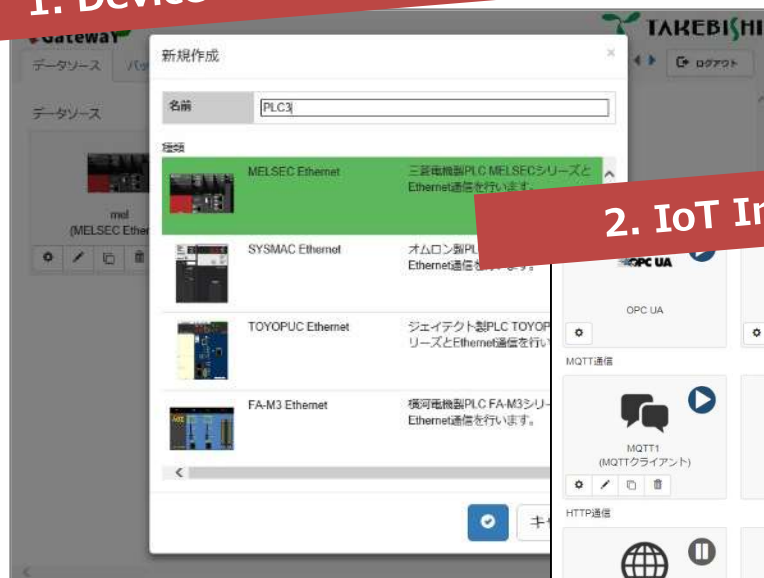 1. Device
Gateway
TAKEBISHI
データソース
ログアウト
データソース
mel
新規作成
×
名前
PLC3
種類
MELSEC Ethernet
三菱電機製PLC MELSECシリーズと
Ethernet通信を行います。
SYSMAC Ethernet
オムロン製PL
Ethernet通信
TOYOPUC Ethernet
ジェイテクト製PLC TOYOP
リーズとEthernet通信を行い
FA-M3 Ethernet
横河電機製PLC FA-M3シリ
Ethernet通信を行います。
キ
(MELSEC Ether
2. IoT In
OPC UA
OPC UA
MQTT通信
MQTT1
(MQTTクライアント)
HTTP通信